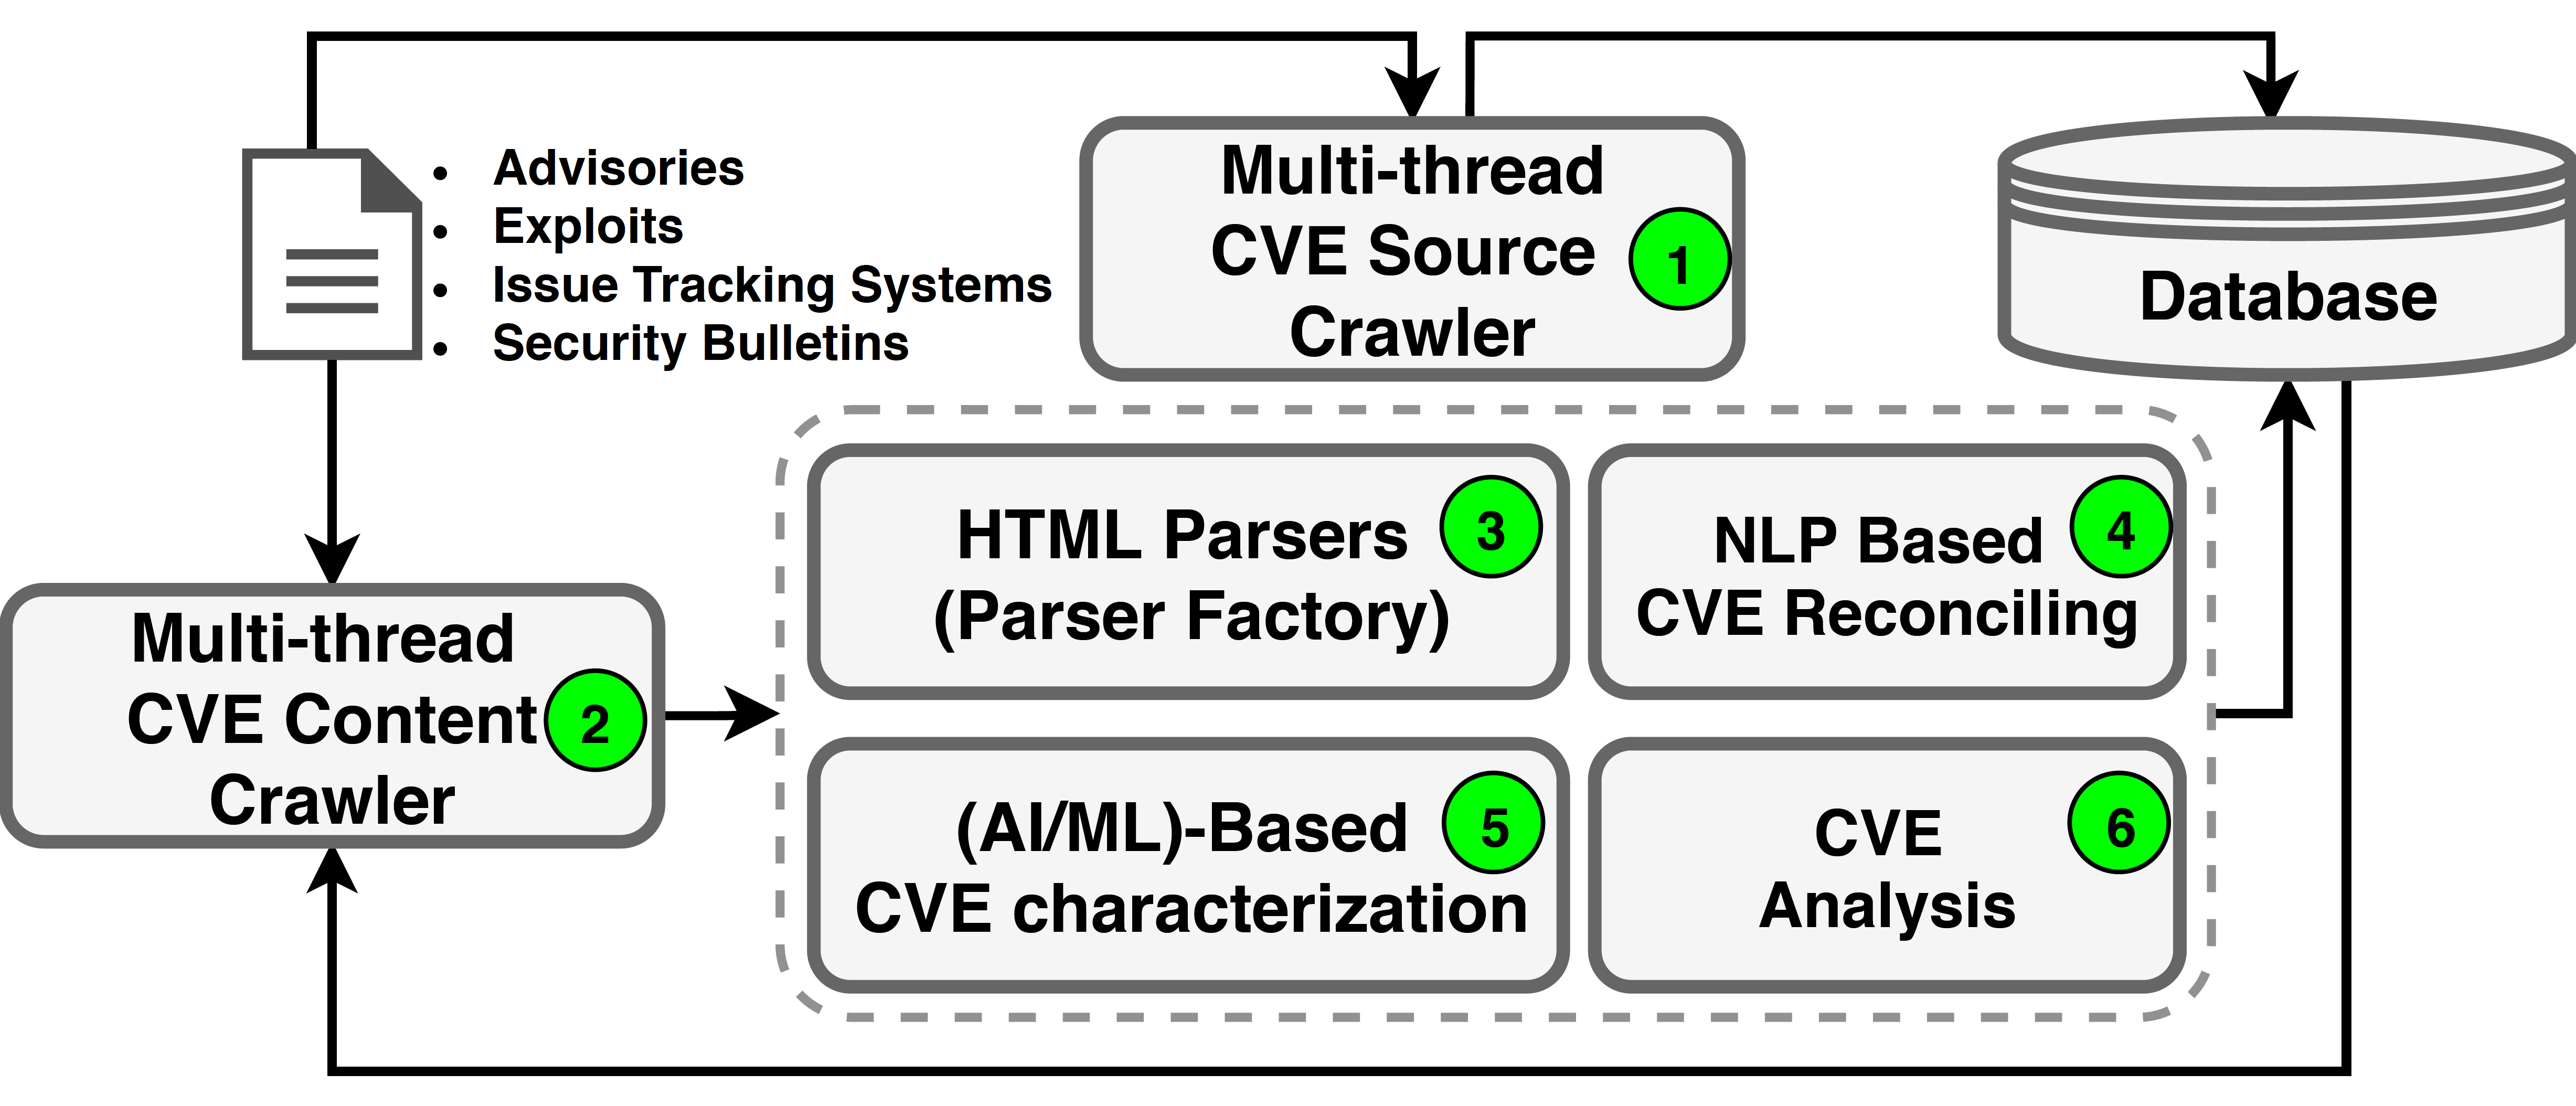 • Advisories
• Exploits
• Issue Tracking Systems
• Security Bulletins
Multi-thread
CVE Source
Crawler
1
Database
Multi-thread
CVE Content
Crawler
2
HTML Parsers
(Parser Factory)
3
NLP Based
CVE Reconciling
4
(AI/ML)-Based
CVE characterization
5
CVE
Analysis
6